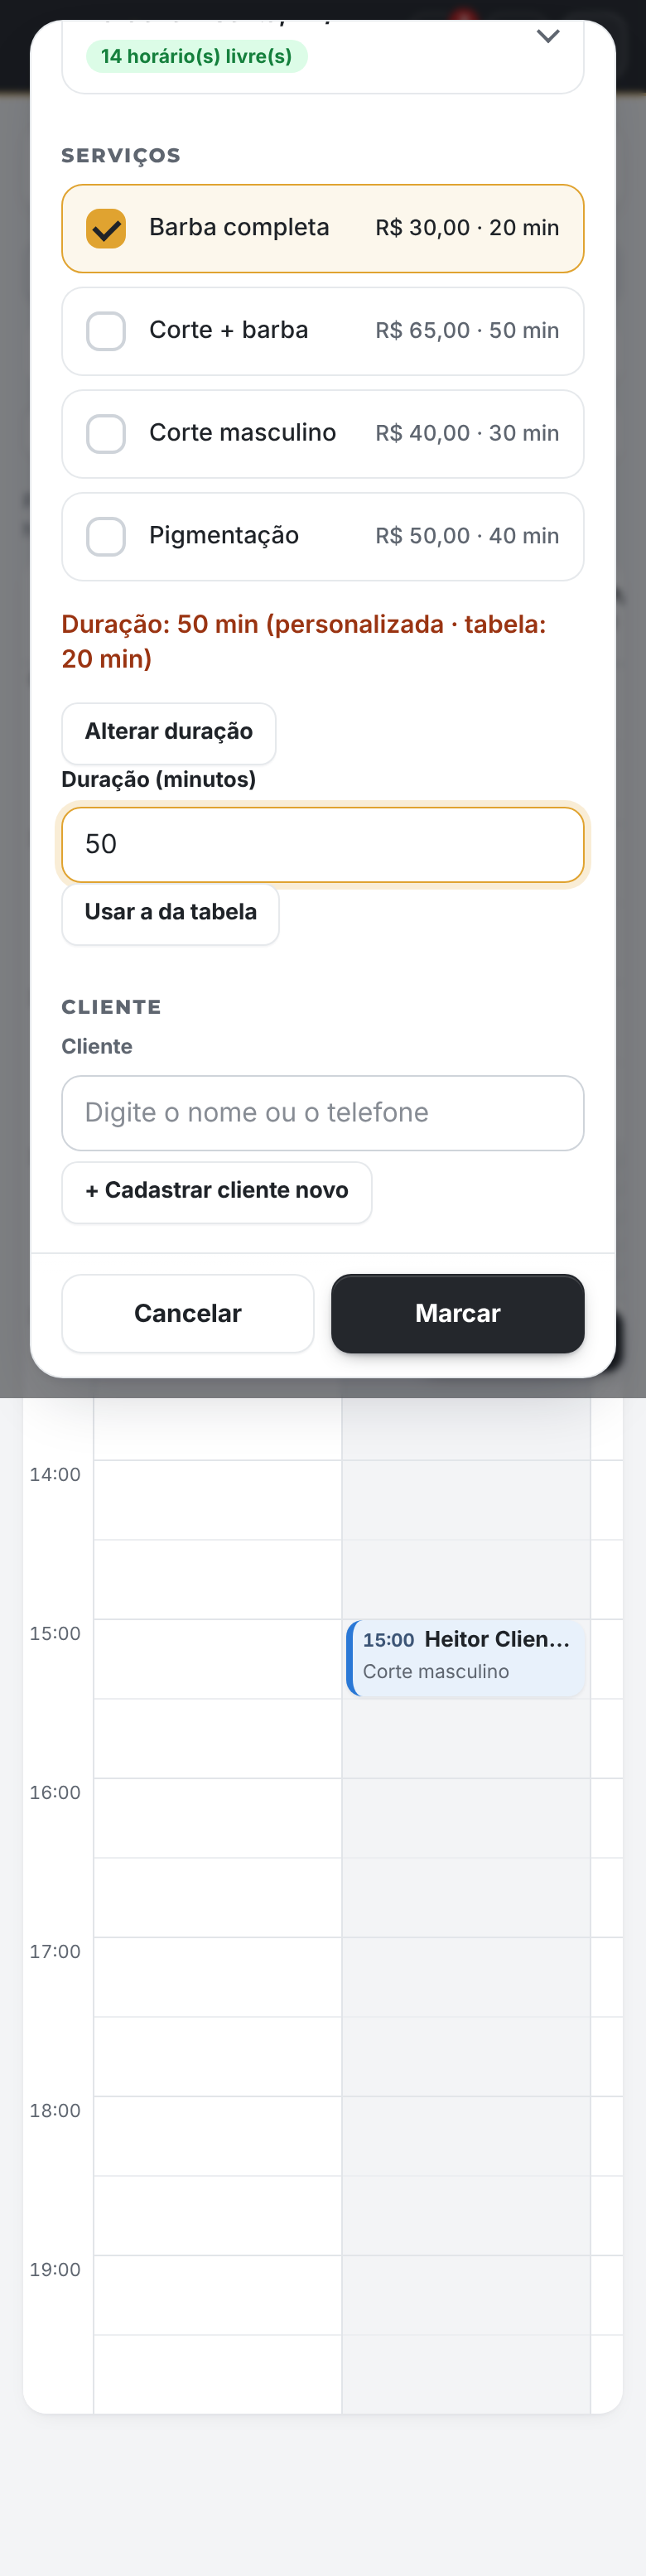 14 horário(s) livre(s)
SERVIÇOS
Barba completa R$ 30,00 · 20 min
Corte + barba R$ 65,00 · 50 min
Corte masculino R$ 40,00 · 30 min
Pigmentação R$ 50,00 · 40 min
Duração: 50 min (personalizada · tabela:
20 min)
Alterar duração
Duração (minutos)
50
Usar a da tabela
CLIENTE
Cliente
Digite o nome ou o telefone
+ Cadastrar cliente novo
Cancelar Marcar
14:00
15:00 15:00 Heitor Clien...
Corte masculino
16:00
17:00
18:00
19:00